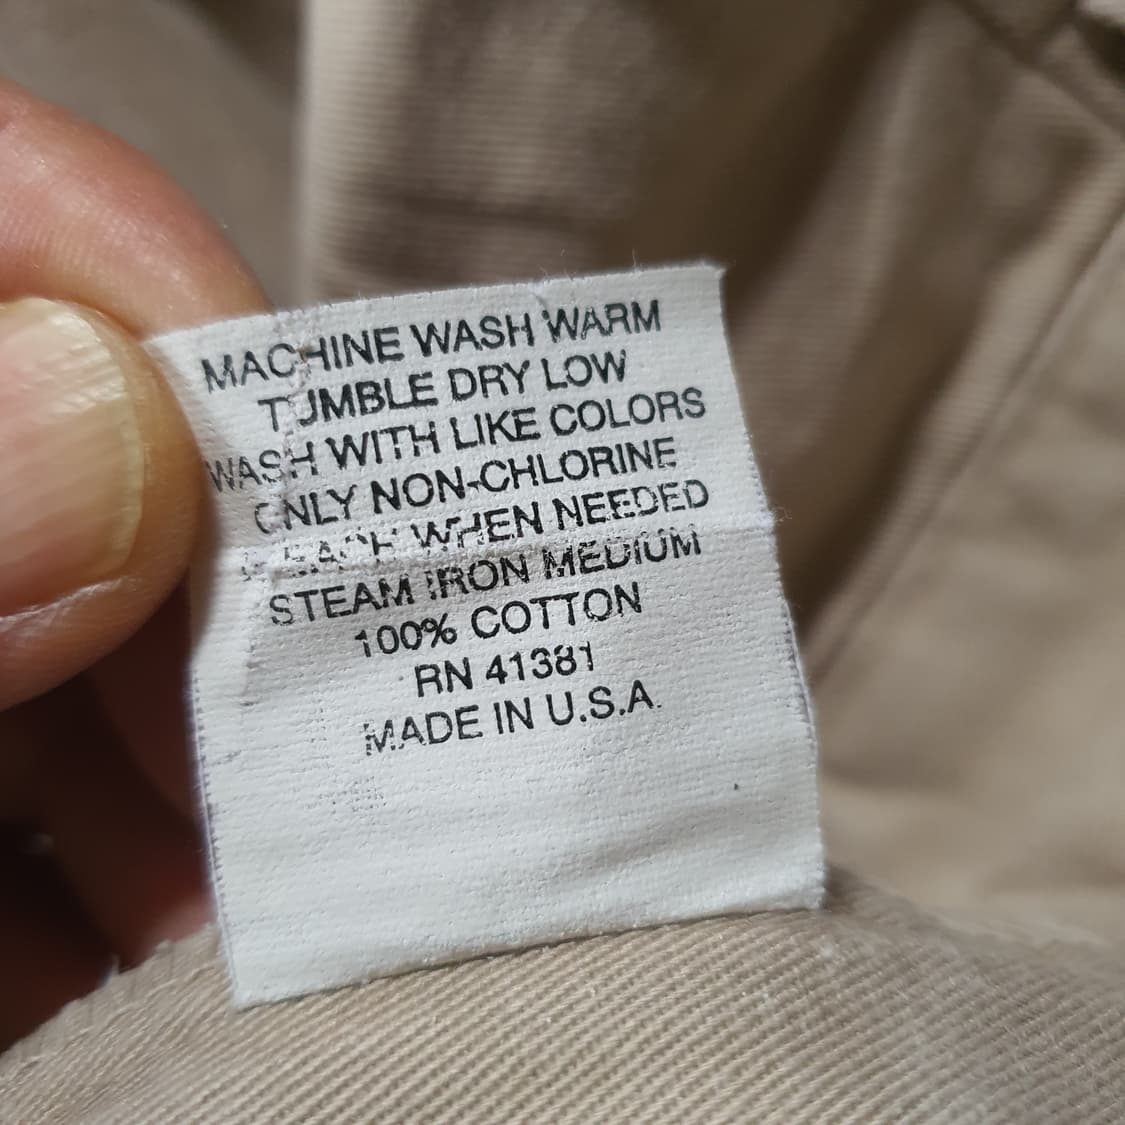 MACHINE WASH WARM
TUMBLE DRY LOW
WASH WITH LIKE COLORS
ONLY NON-CHLORINE
BLEACH WHEN NEEDED
STEAM IRON MEDIUM
100% COTTON
RN 41381
MADE IN U.S.A.